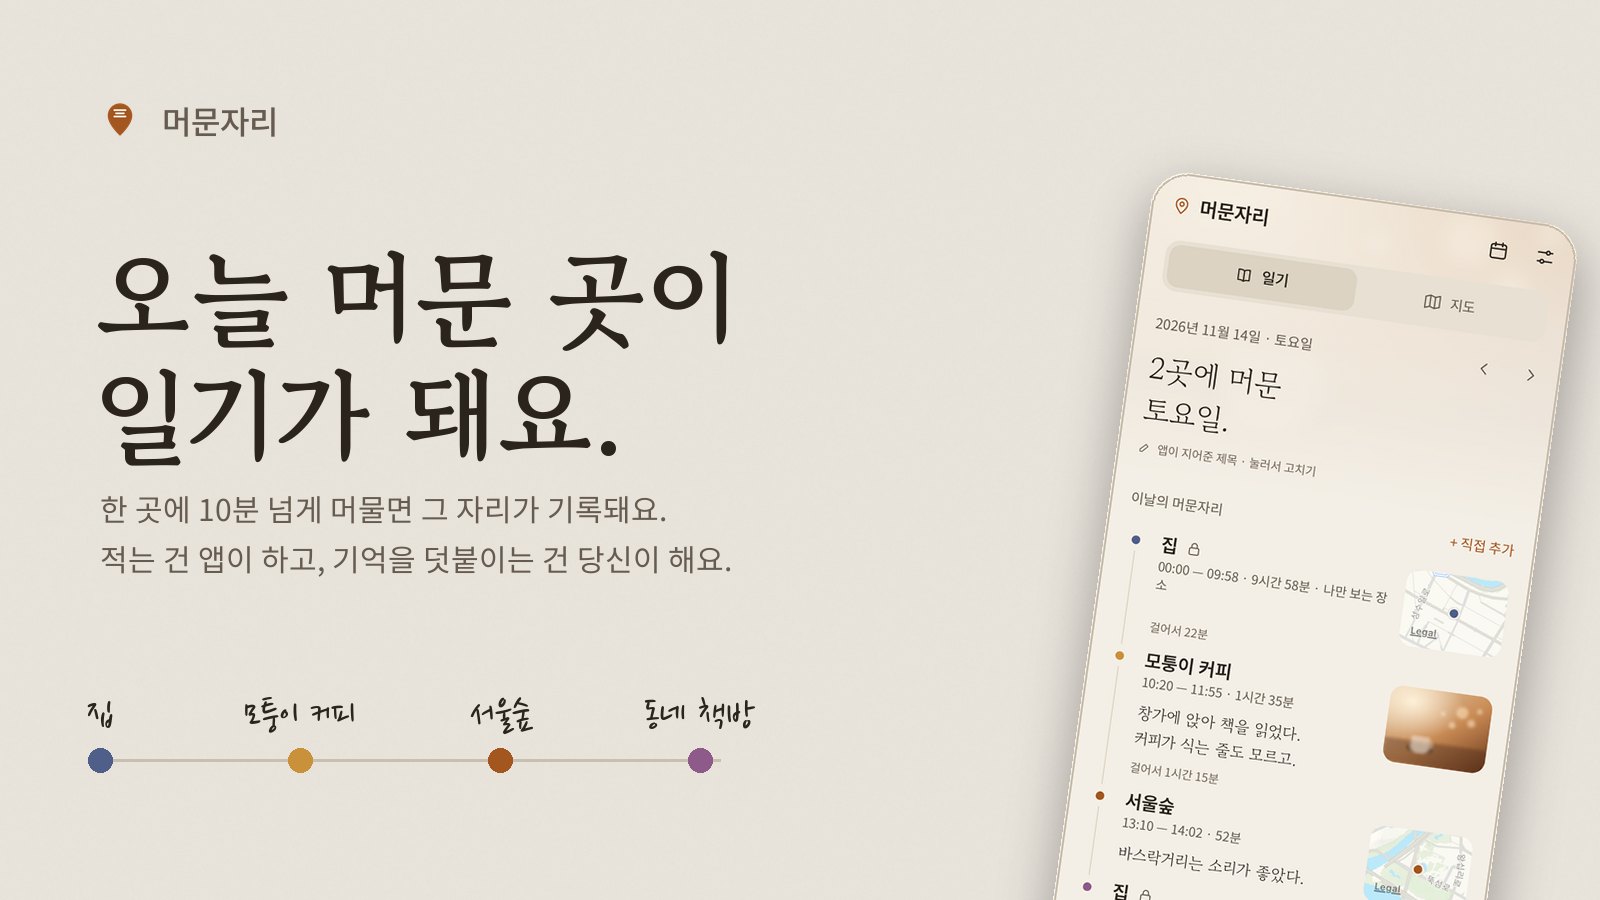 머문자리
오늘 머문 곳이
일기가 돼요.
한 곳에 10분 넘게 머물면 그 자리가 기록돼요.
적는 건 앱이 하고, 기억을 덧붙이는 건 당신이 해요.
집 모퉁이 커피 서울숲 동네 책방
머문자리
일기 지도
2026년 11월 14일 · 토요일
2곳에 머문
토요일.
앱이 지어준 제목 · 눌러서 고치기
이날의 머문자리
+ 직접 추가
집
00:00 — 09:58 · 9시간 58분 · 나만 보는 장
소
성수일로
Legal
걸어서 22분
모퉁이 커피
10:20 — 11:55 · 1시간 35분
창가에 앉아 책을 읽었다.
커피가 식는 줄도 모르고.
걸어서 1시간 15분
서울숲
13:10 — 14:02 · 52분
바스락거리는 소리가 좋았다.
왕십리로
뚝섬로
Legal
집